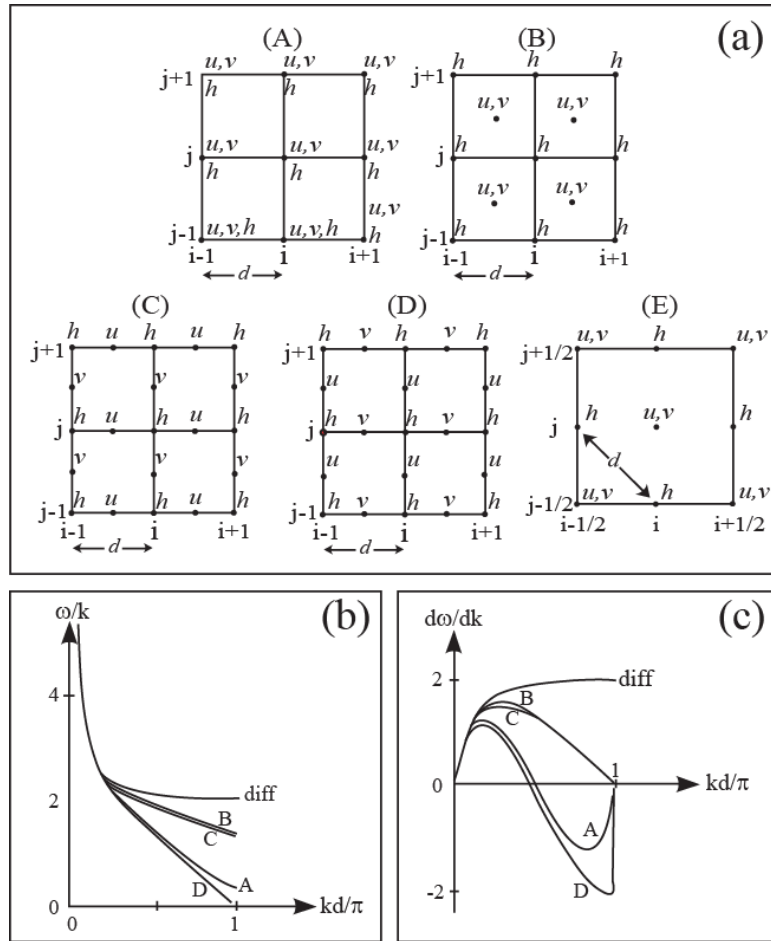 (A) (B) (a)
u,v u,v u,v h h h
j+1 h h h j+1
u,v u,v
j u,v u,v u,v j h h h
h h h
u,v u,v u,v
j-1 u,v,h u,v,h h j-1 h h h
i-1 i i+1 i-1 i i+1
d d
(C) (D) (E)
h u h u h h v h v h u,v h u,v
j+1 j+1 j+1/2
v v v u u u
j h u h u h j h v h v h j h u,v h
v v v u u u d
j-1 h u h u h j-1 h v h v h j-1/2 u,v h u,v
i-1 i i+1 i-1 i i+1 i-1/2 i i+1/2
d d
ω/k (b)
4
diff
2
B
C
D A
0
0 1 kd/π
dω/dk (c)
2 diff
B
C
1
0 kd/π
A
-2 D